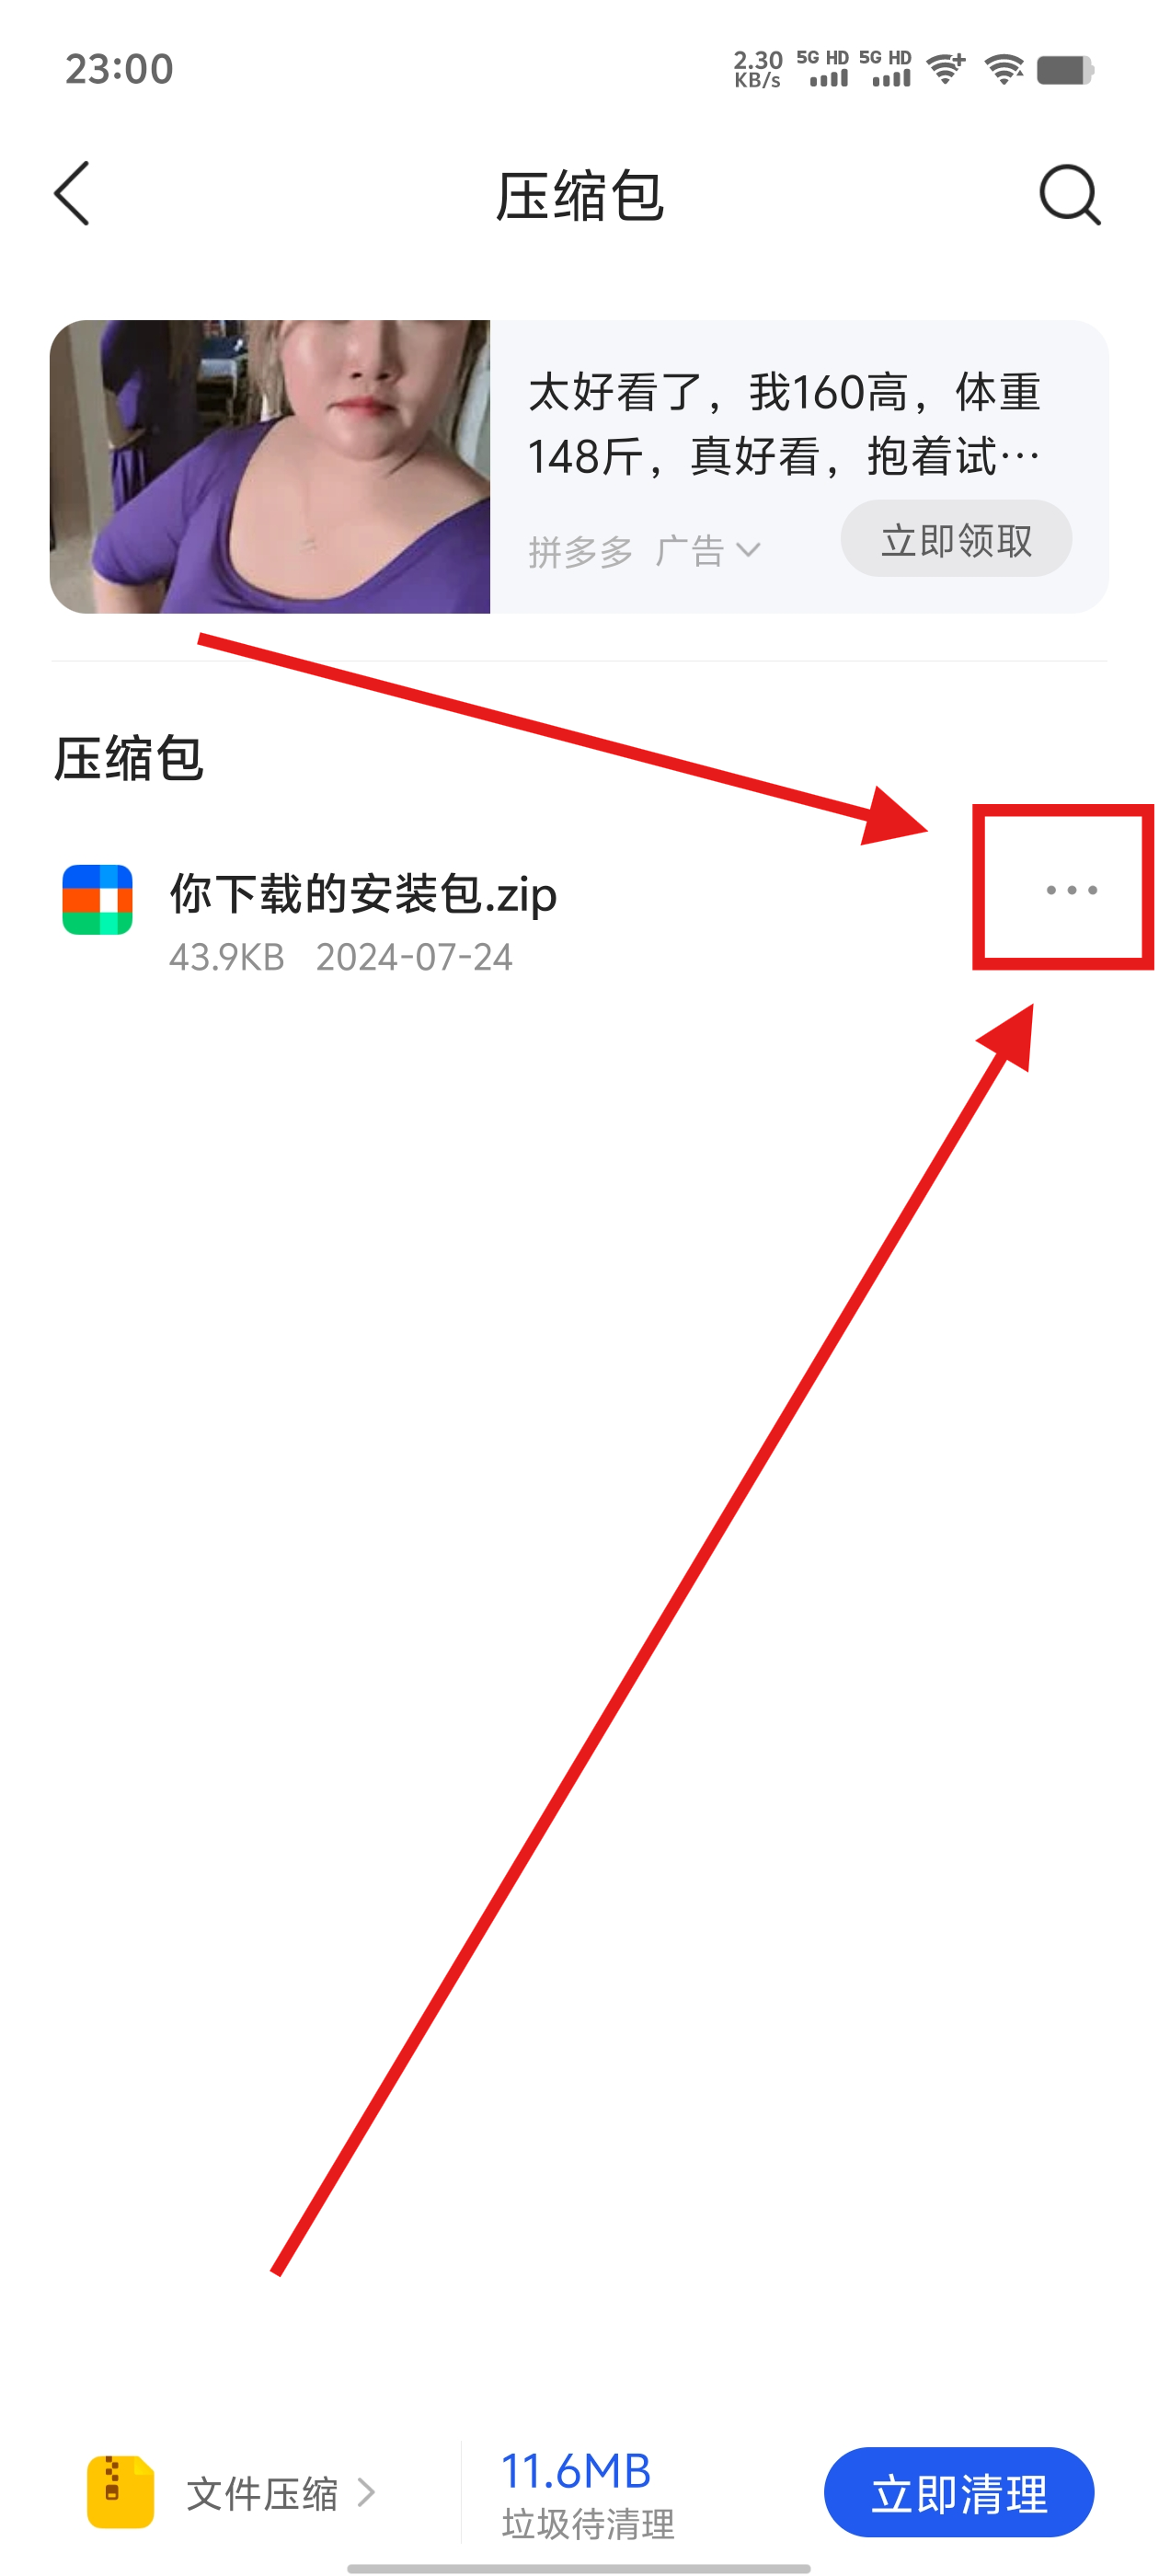 23:00
2.30 KB/s 5G HD 5G HD
压缩包
太好看了，我160高，体重
148斤，真好看，抱着试…
拼多多 广告
立即领取
压缩包
你下载的安装包.zip
43.9KB 2024-07-24
文件压缩
11.6MB
垃圾待清理
立即清理